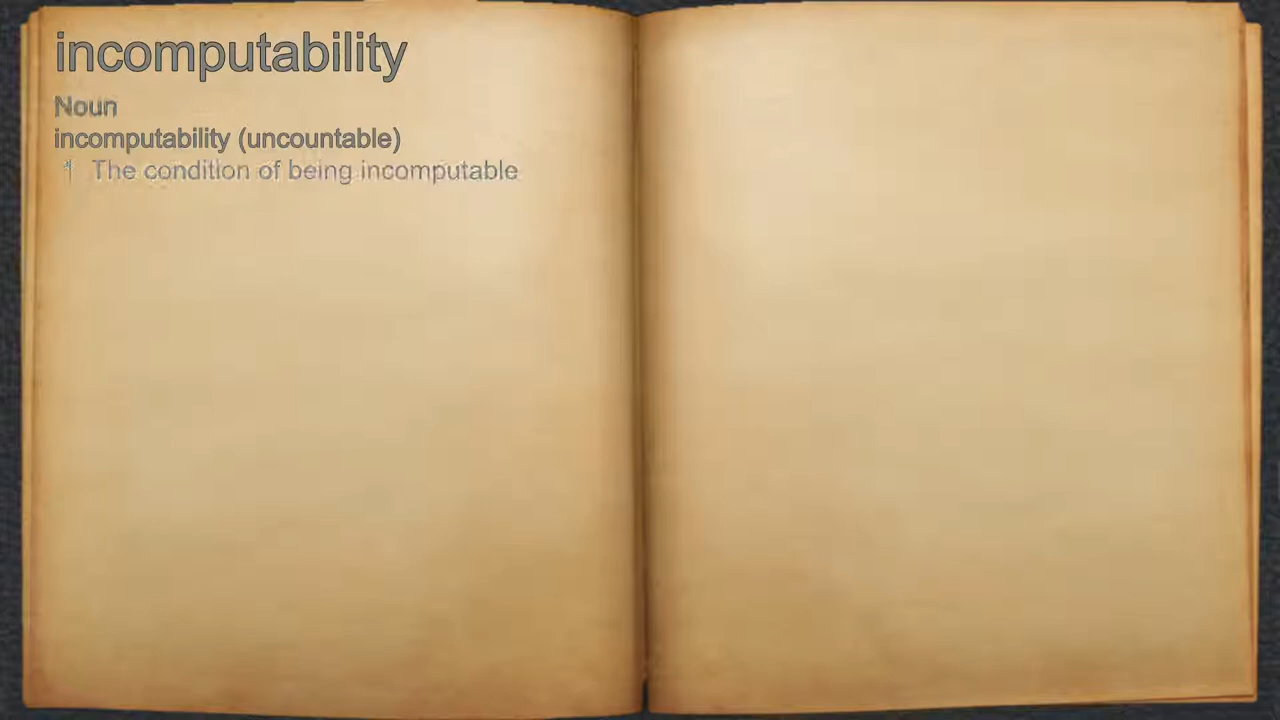 incomputability
Noun
incomputability (uncountable)
1 The condition of being incomputable